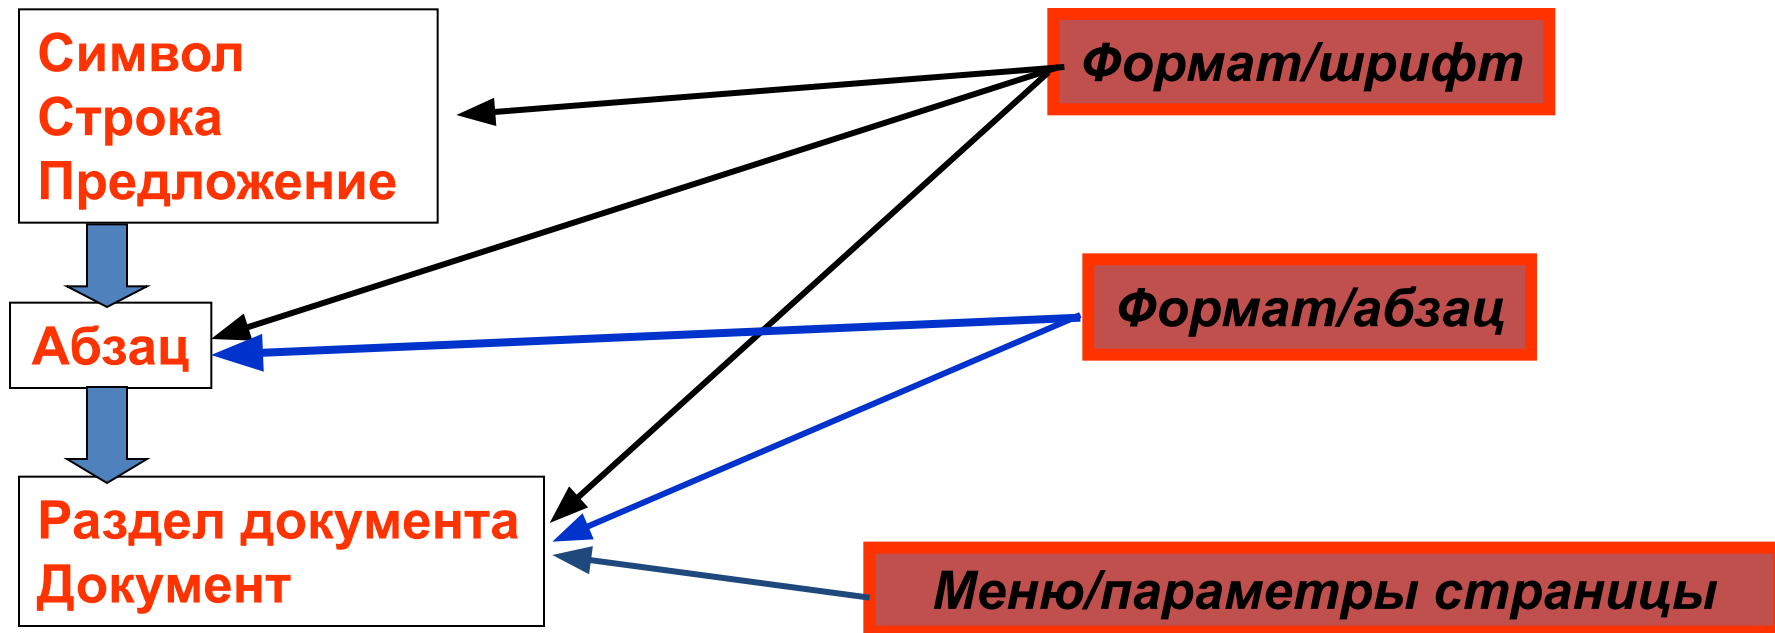 Символ
Строка
Предложение
Абзац
Раздел документа
Документ
Формат/шрифт
Формат/абзац
Меню/параметры страницы